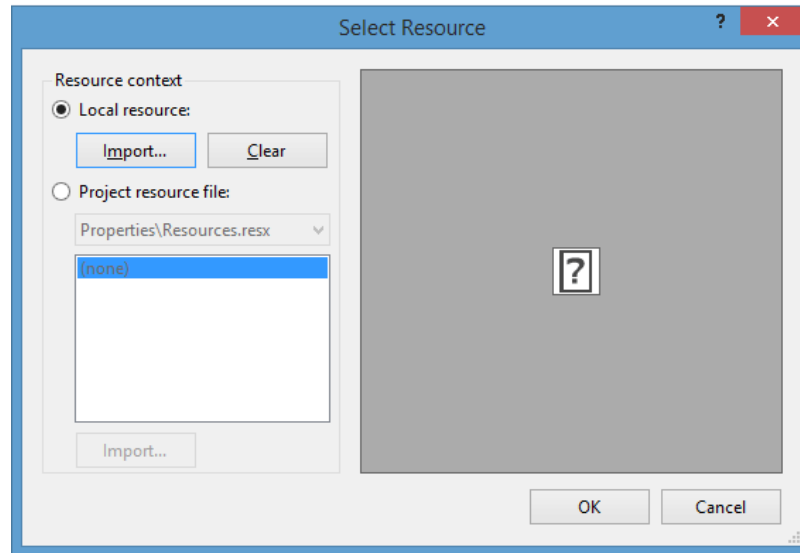 Select Resource
?
Resource context
Local resource:
Import...
Clear
Project resource file:
Properties\Resources.resx
(none)
Import...
?
OK
Cancel